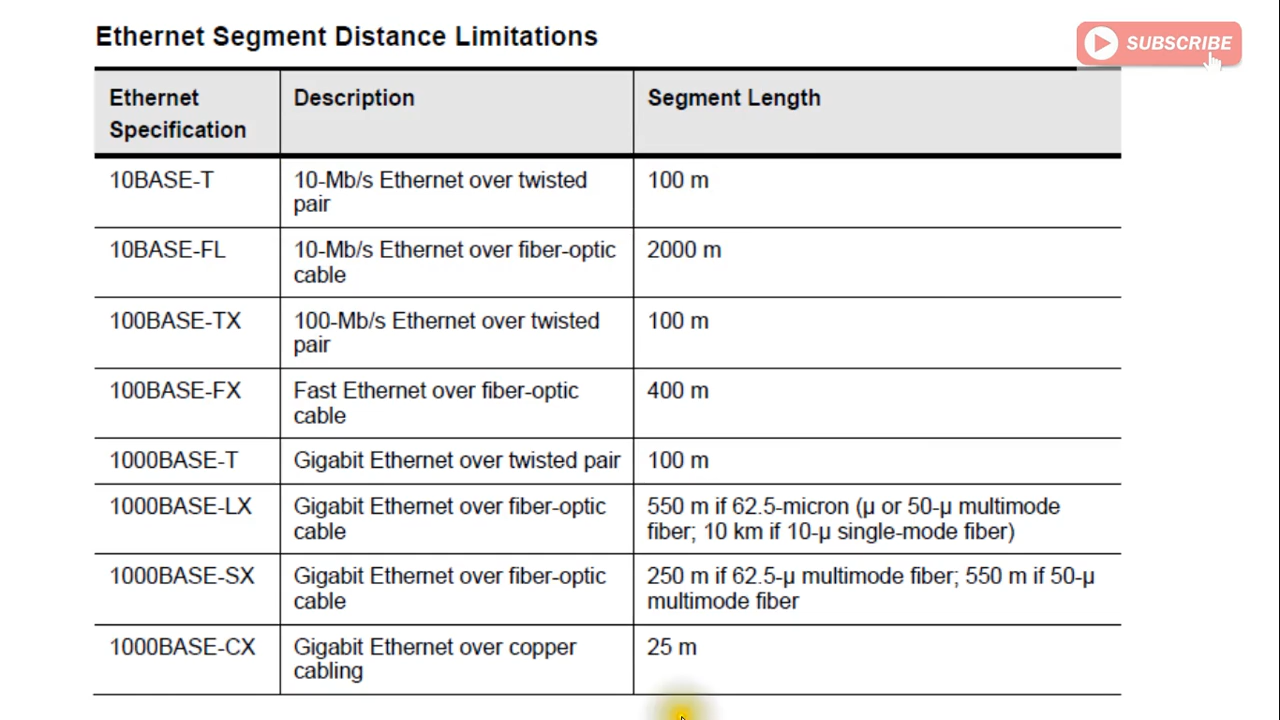 Ethernet Segment Distance Limitations
SUBSCRIBE
Ethernet Specification	Description	Segment Length
10BASE-T	10-Mb/s Ethernet over twisted pair	100 m
10BASE-FL	10-Mb/s Ethernet over fiber-optic cable	2000 m
100BASE-TX	100-Mb/s Ethernet over twisted pair	100 m
100BASE-FX	Fast Ethernet over fiber-optic cable	400 m
1000BASE-T	Gigabit Ethernet over twisted pair	100 m
1000BASE-LX	Gigabit Ethernet over fiber-optic cable	550 m if 62.5-micron (µ or 50-µ multimode fiber; 10 km if 10-µ single-mode fiber)
1000BASE-SX	Gigabit Ethernet over fiber-optic cable	250 m if 62.5-µ multimode fiber; 550 m if 50-µ multimode fiber
1000BASE-CX	Gigabit Ethernet over copper cabling	25 m